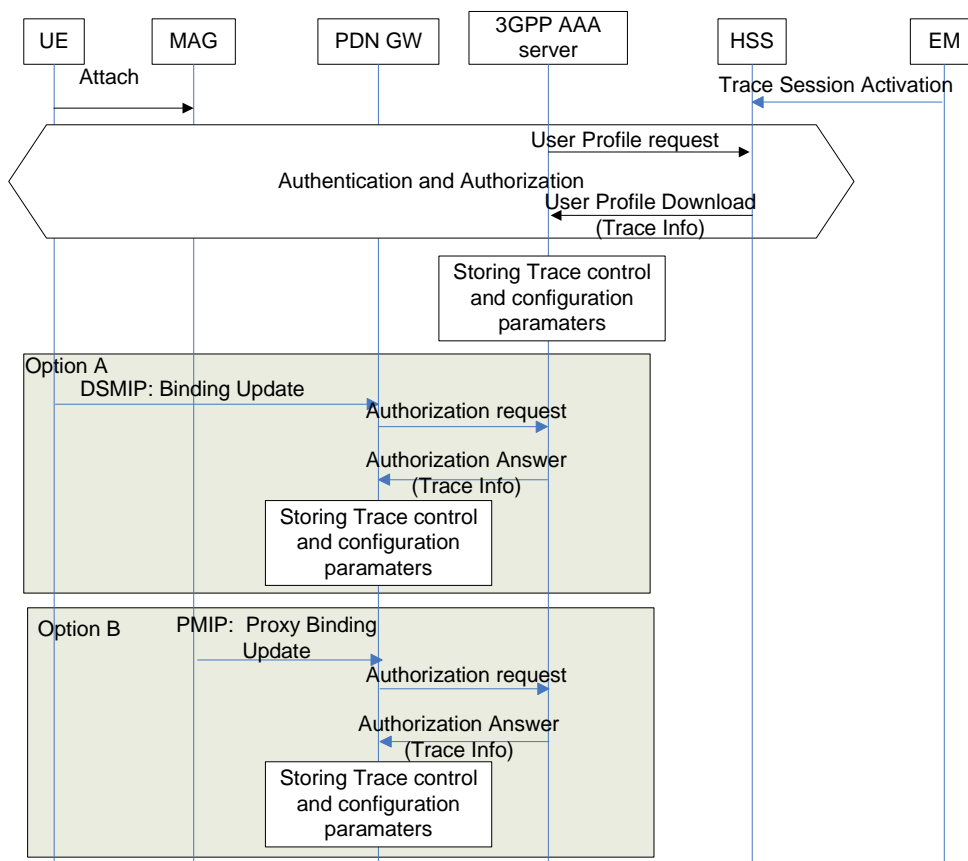 UE
MAG
PDN GW
3GPP AAA
server
HSS
EM
Attach
Trace Session Activation
User Profile request
Authentication and Authorization
User Profile Download
(Trace Info)
Storing Trace control
and configuration
paramaters
Option A
DSMIP: Binding Update
Authorization request
Authorization Answer
(Trace Info)
Storing Trace control
and configuration
paramaters
Option B
PMIP:  Proxy Binding
Update
Authorization request
Authorization Answer
(Trace Info)
Storing Trace control
and configuration
paramaters